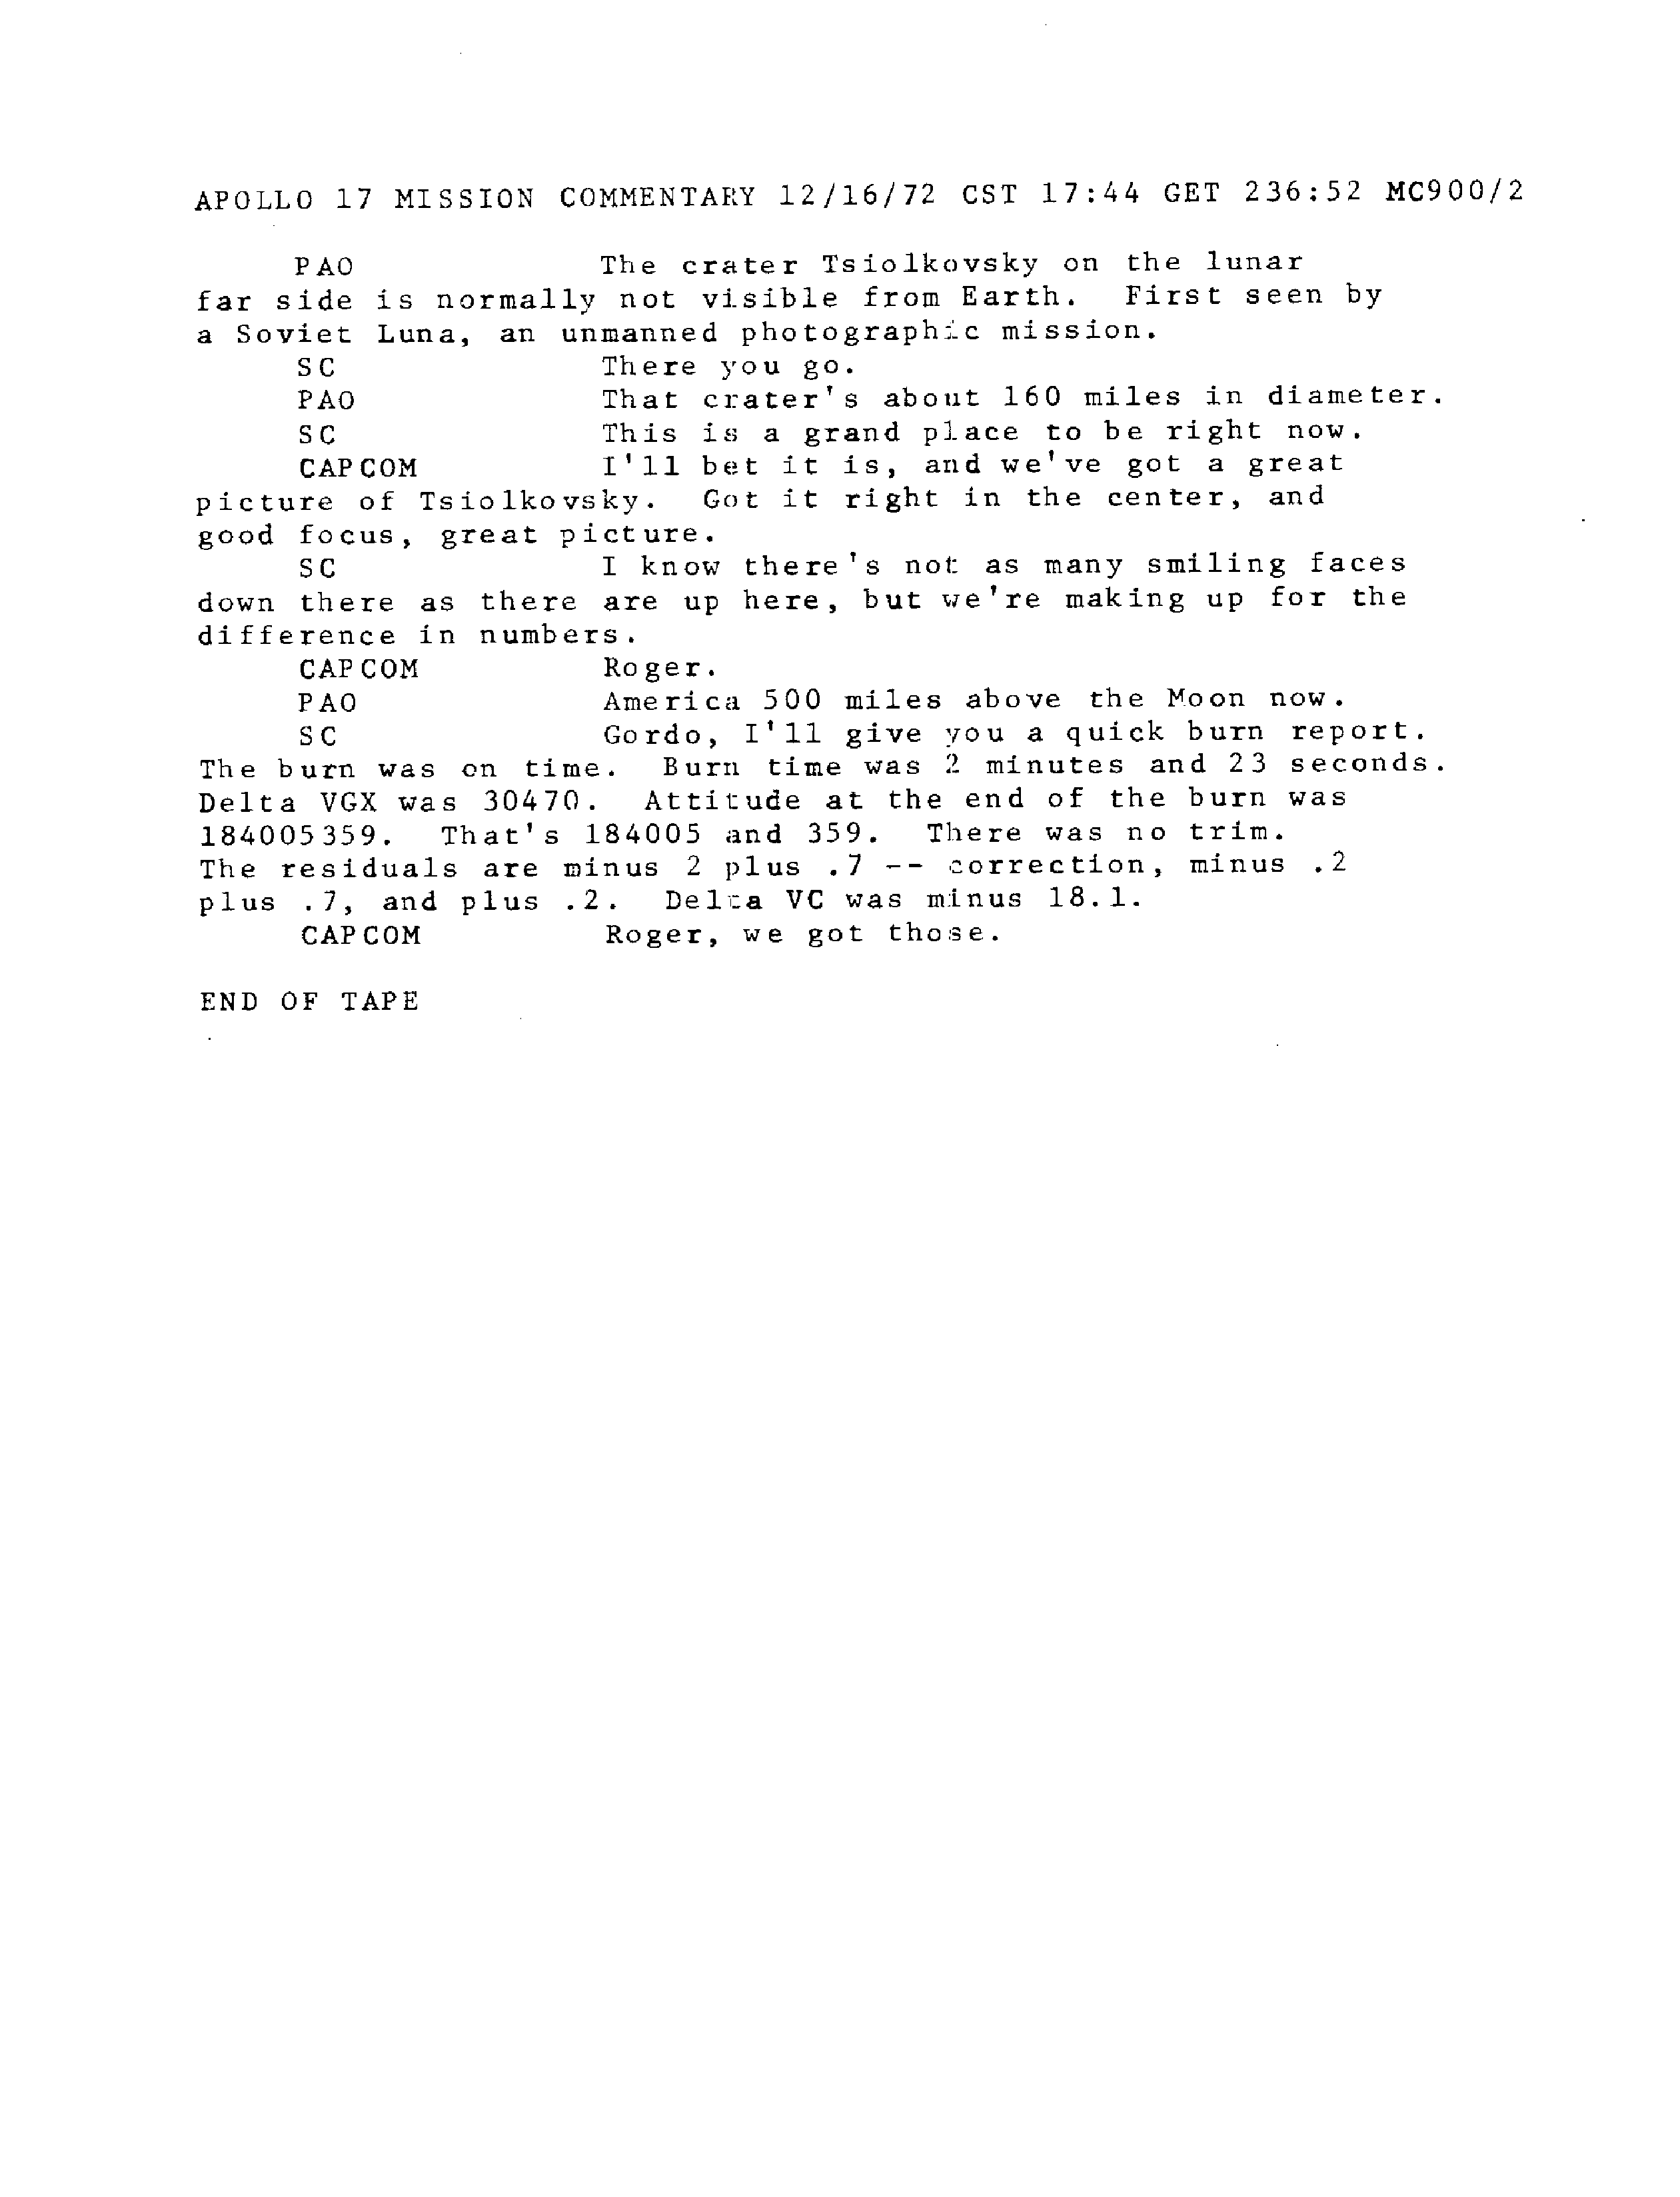 APOLLO 17 MISSION COMMENTARY 12/16/72 CST 17:44 GET 236:52 MC900/2
PAO The crater Tsiolkovsky on the lunar
far side is normally not visible from Earth. First seen by
a Soviet Luna, an unmanned photographic mission.
SC There you go.
PAO That crater's about 160 miles in diameter.
SC This is a grand place to be right now.
CAPCOM I'll bet it is, and we've got a great
picture of Tsiolkovsky. Got it right in the center, and
good focus, great picture.
SC I know there's not as many smiling faces
down there as there are up here, but we're making up for the
difference in numbers.
CAPCOM Roger.
PAO America 500 miles above the Moon now.
SC Gordo, I'll give you a quick burn report.
The burn was on time. Burn time was 2 minutes and 23 seconds.
Delta VGX was 30470. Attitude at the end of the burn was
184005359. That's 184005 and 359. There was no trim.
The residuals are minus 2 plus .7 -- correction, minus .2
plus .7, and plus .2. Delta VC was minus 18.1.
CAPCOM Roger, we got those.
END OF TAPE